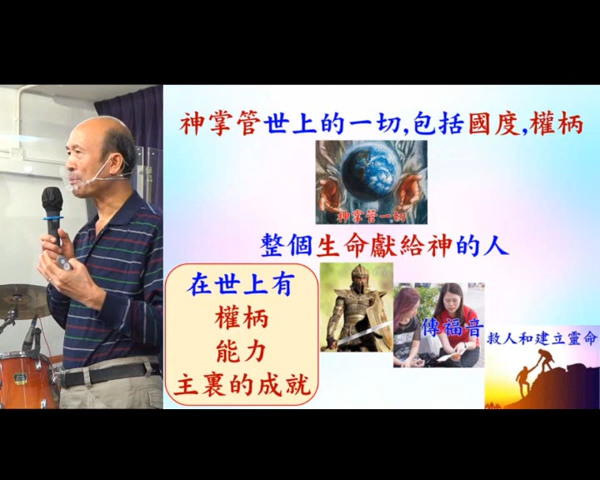 神掌管世上的一切,包括國度,權柄
神掌管一切
整個生命獻給神的人
在世上有
權柄
能力
主裏的成就
傳福音
救人和建立靈命